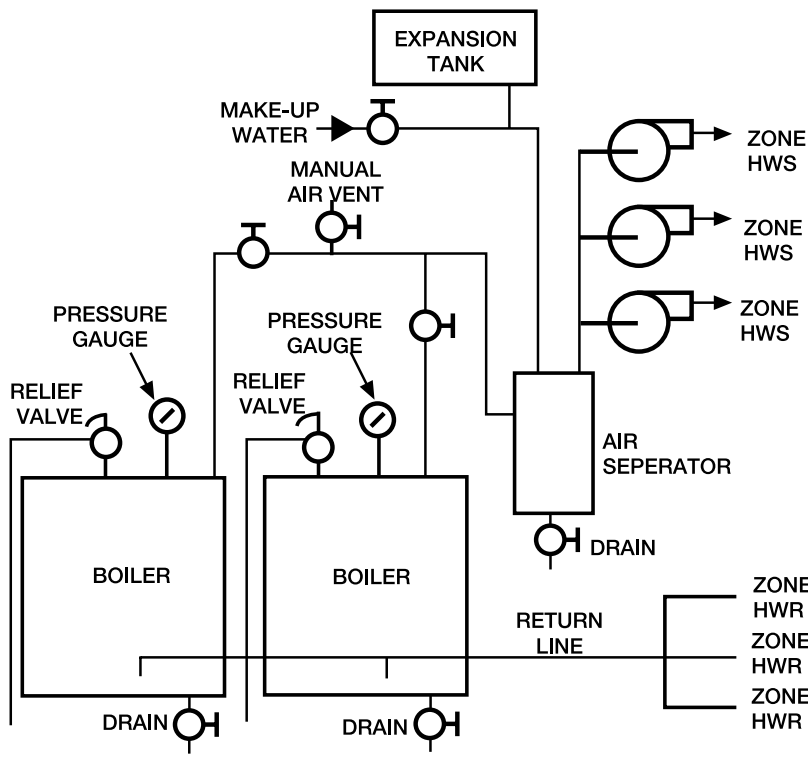 EXPANSION
TANK
MAKE-UP
WATER
ZONE
HWS
MANUAL
AIR VENT
ZONE
HWS
PRESSURE
GAUGE
PRESSURE
GAUGE
ZONE
HWS
RELIEF
VALVE
RELIEF
VALVE
AIR
SEPERATOR
DRAIN
BOILER
BOILER
RETURN
LINE
ZONE
HWR
ZONE
HWR
ZONE
HWR
DRAIN
DRAIN